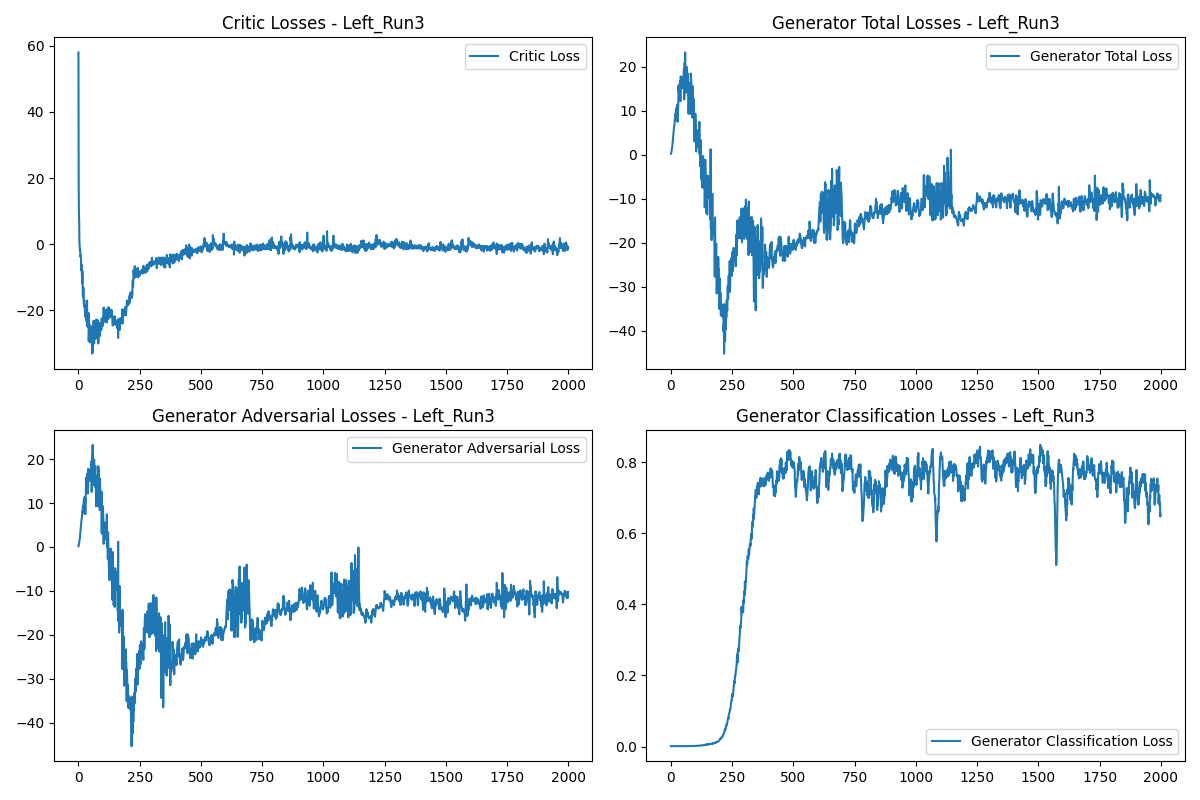 Critic Losses - Left_Run3
Critic Loss
60
40
20
0
−20
0 250 500 750 1000 1250 1500 1750 2000
Generator Total Losses - Left_Run3
Generator Total Loss
20
10
0
−10
−20
−30
−40
0 250 500 750 1000 1250 1500 1750 2000
Generator Adversarial Losses - Left_Run3
Generator Adversarial Loss
20
10
0
−10
−20
−30
−40
0 250 500 750 1000 1250 1500 1750 2000
Generator Classification Losses - Left_Run3
0.8
0.6
0.4
0.2
0.0
Generator Classification Loss
0 250 500 750 1000 1250 1500 1750 2000